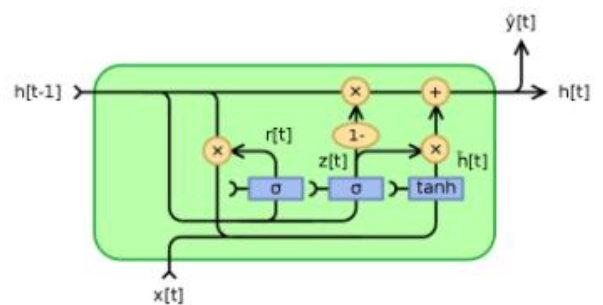 ŷ[t]
h[t-1]
×
+
h[t]
r[t]
1-
×
z[t]
×
h̃[t]
σ
σ
tanh
x[t]